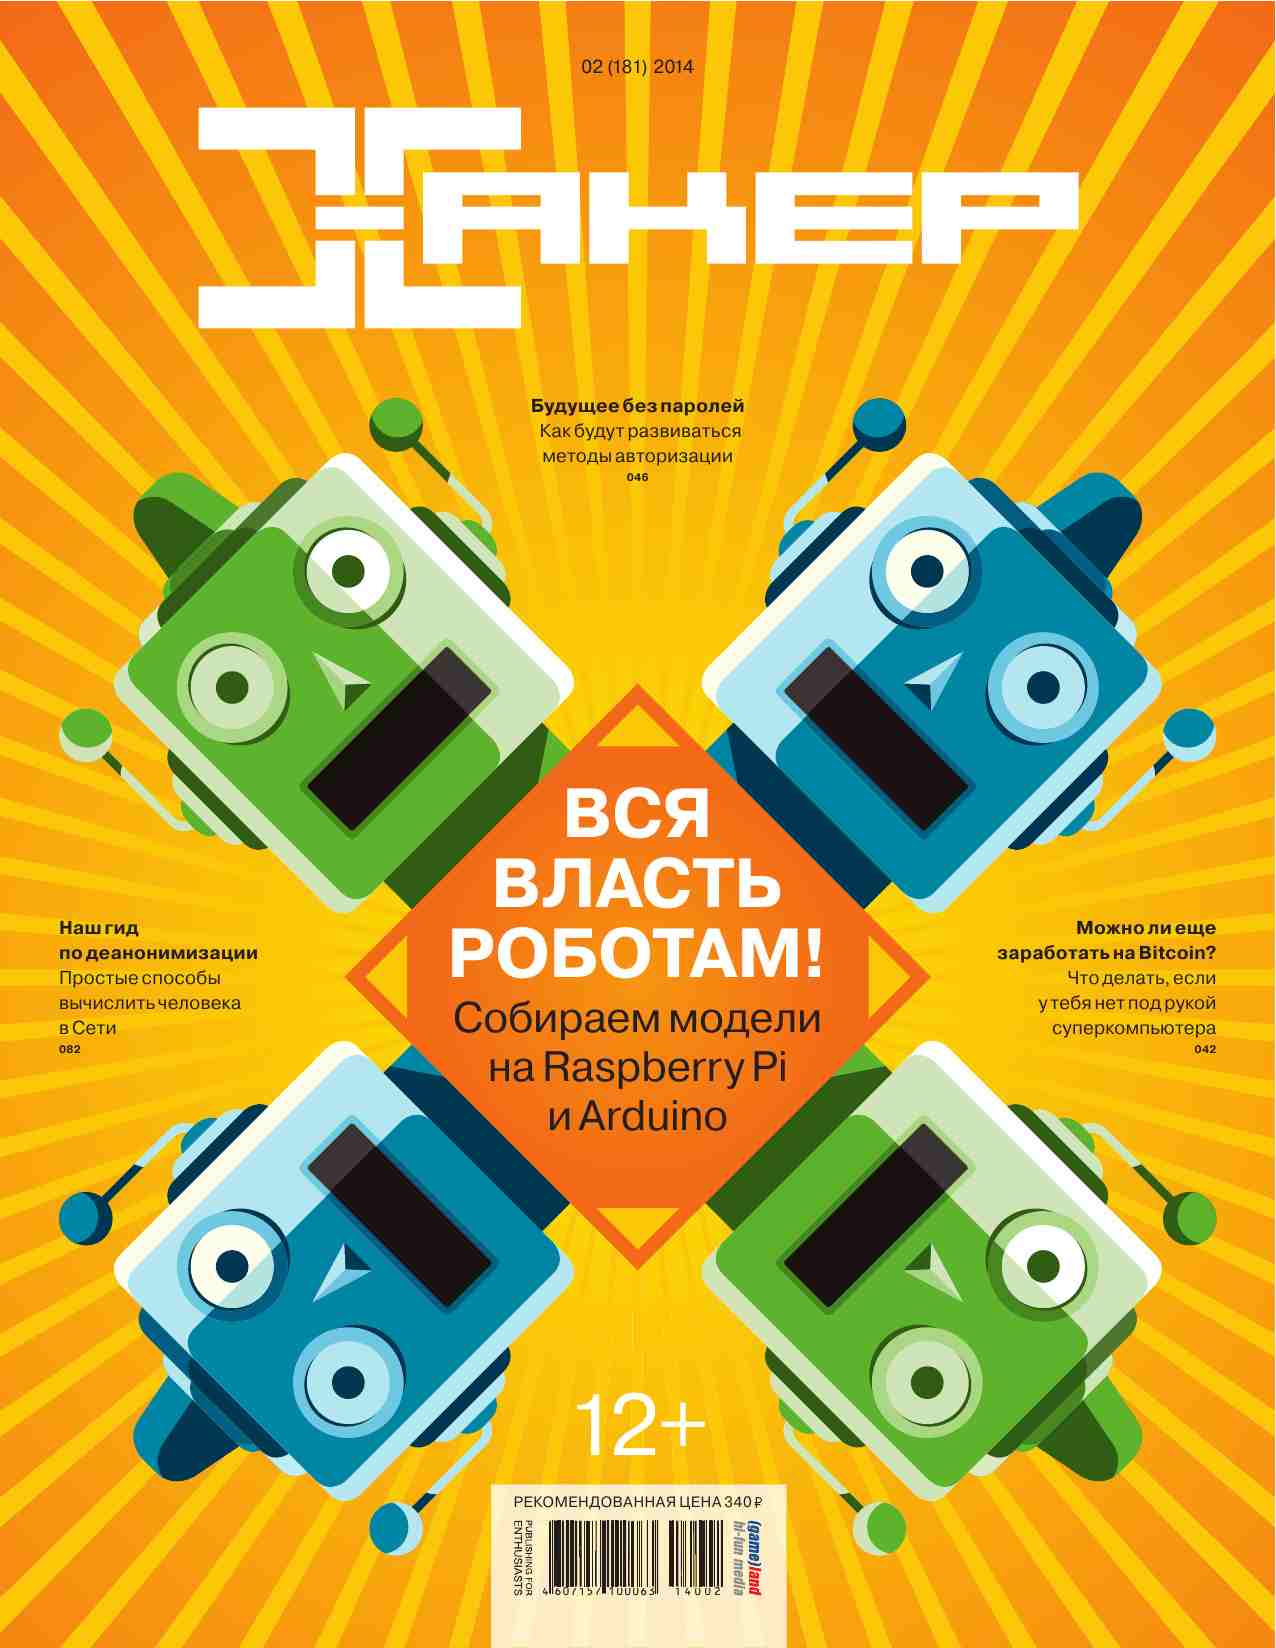 02 (181) 2014
ХАКЕР
Будущее без паролей
Как будут развиваться
методы авторизации
046
ВСЯ
ВЛАСТЬ
РОБОТАМ!
Собираем модели
на Raspberry Pi
и Arduino
Наш гид
по деанонимизации
Простые способы
вычислить человека
в Сети
082
Можно ли еще
заработать на Bitcoin?
Что делать, если
у тебя нет под рукой
суперкомпьютера
042
12+
РЕКОМЕНДОВАННАЯ ЦЕНА 340 ₽
PUBLISHING FOR
ENTHUSIASTS
4 607157 100063
14002
(game)land
hi-fun media